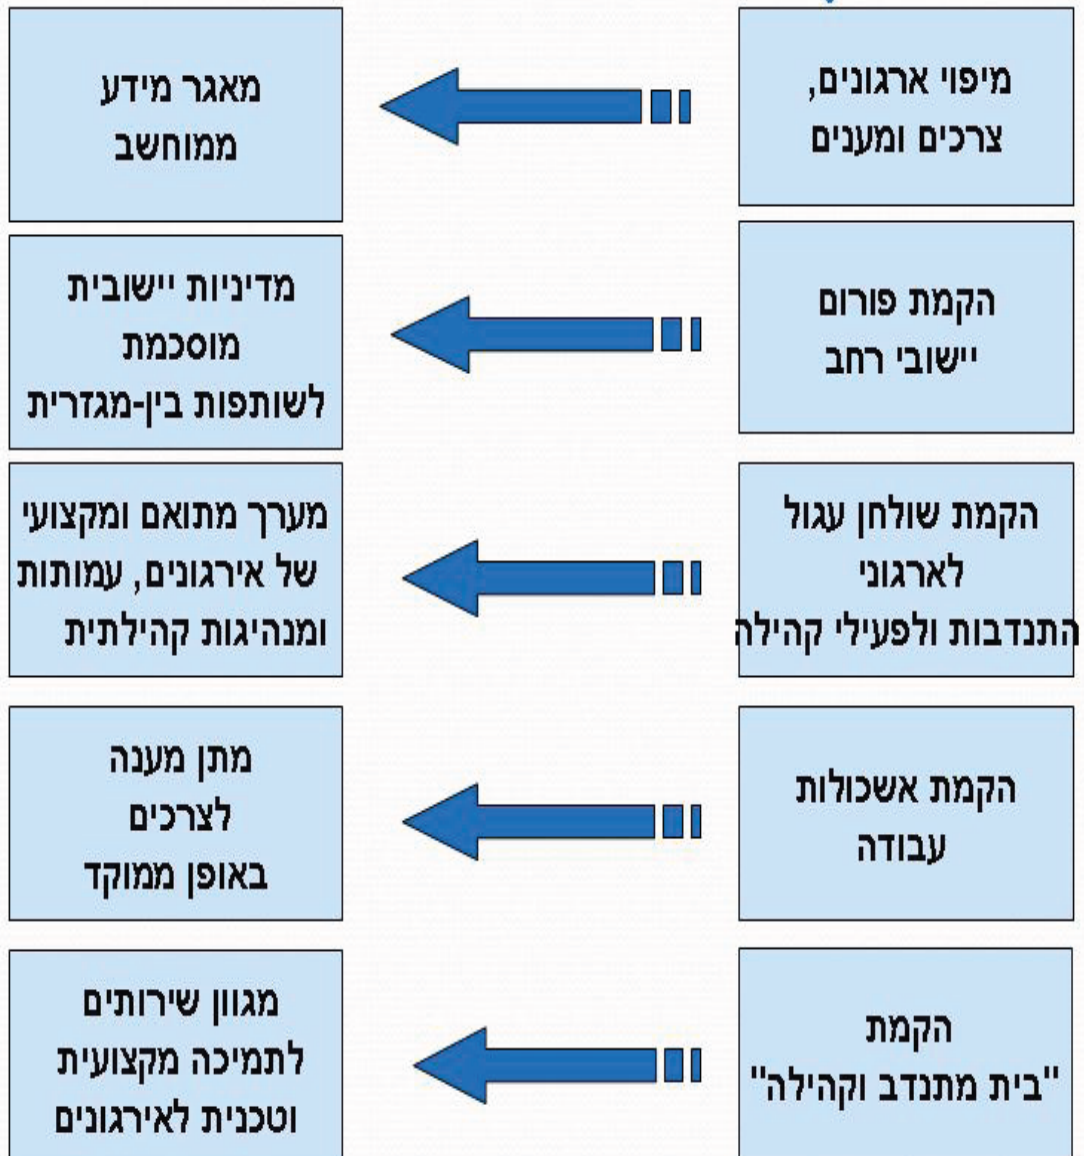 מיפוי ארגונים,
צרכים ומענים
מאגר מידע
ממוחשב
הקמת פורום
יישובי רחב
מדיניות יישובית
מוסכמת
לשותפות בין-מגזרית
הקמת שולחן עגול
לארגוני
התנדבות ולפעילי קהילה
מערך מתואם ומקצועי
של אירגונים, עמותות
ומנהיגות קהילתית
הקמת אשכולות
עבודה
מתן מענה
לצרכים
באופן ממוקד
הקמת
"בית מתנדב וקהילה"
מגוון שירותים
לתמיכה מקצועית
וטכנית לאירגונים